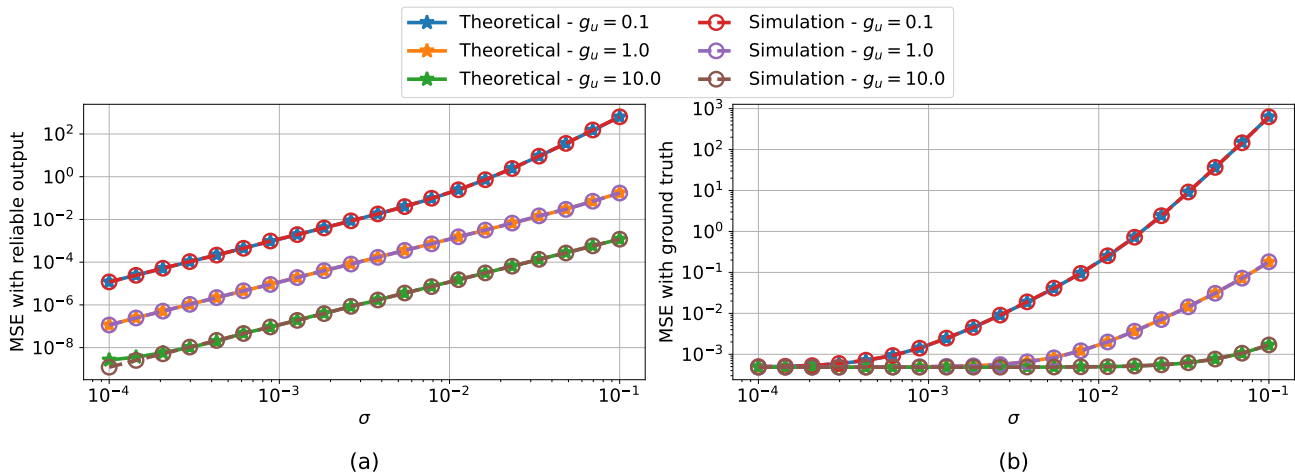 Theoretical - g_u = 0.1
Theoretical - g_u = 1.0
Theoretical - g_u = 10.0
Simulation - g_u = 0.1
Simulation - g_u = 1.0
Simulation - g_u = 10.0
MSE with reliable output
10^2
10^0
10^−2
10^−4
10^−6
10^−8
10^−4
10^−3
10^−2
10^−1
σ
(a)
MSE with ground truth
10^3
10^2
10^1
10^0
10^−1
10^−2
10^−3
10^−4
10^−3
10^−2
10^−1
σ
(b)